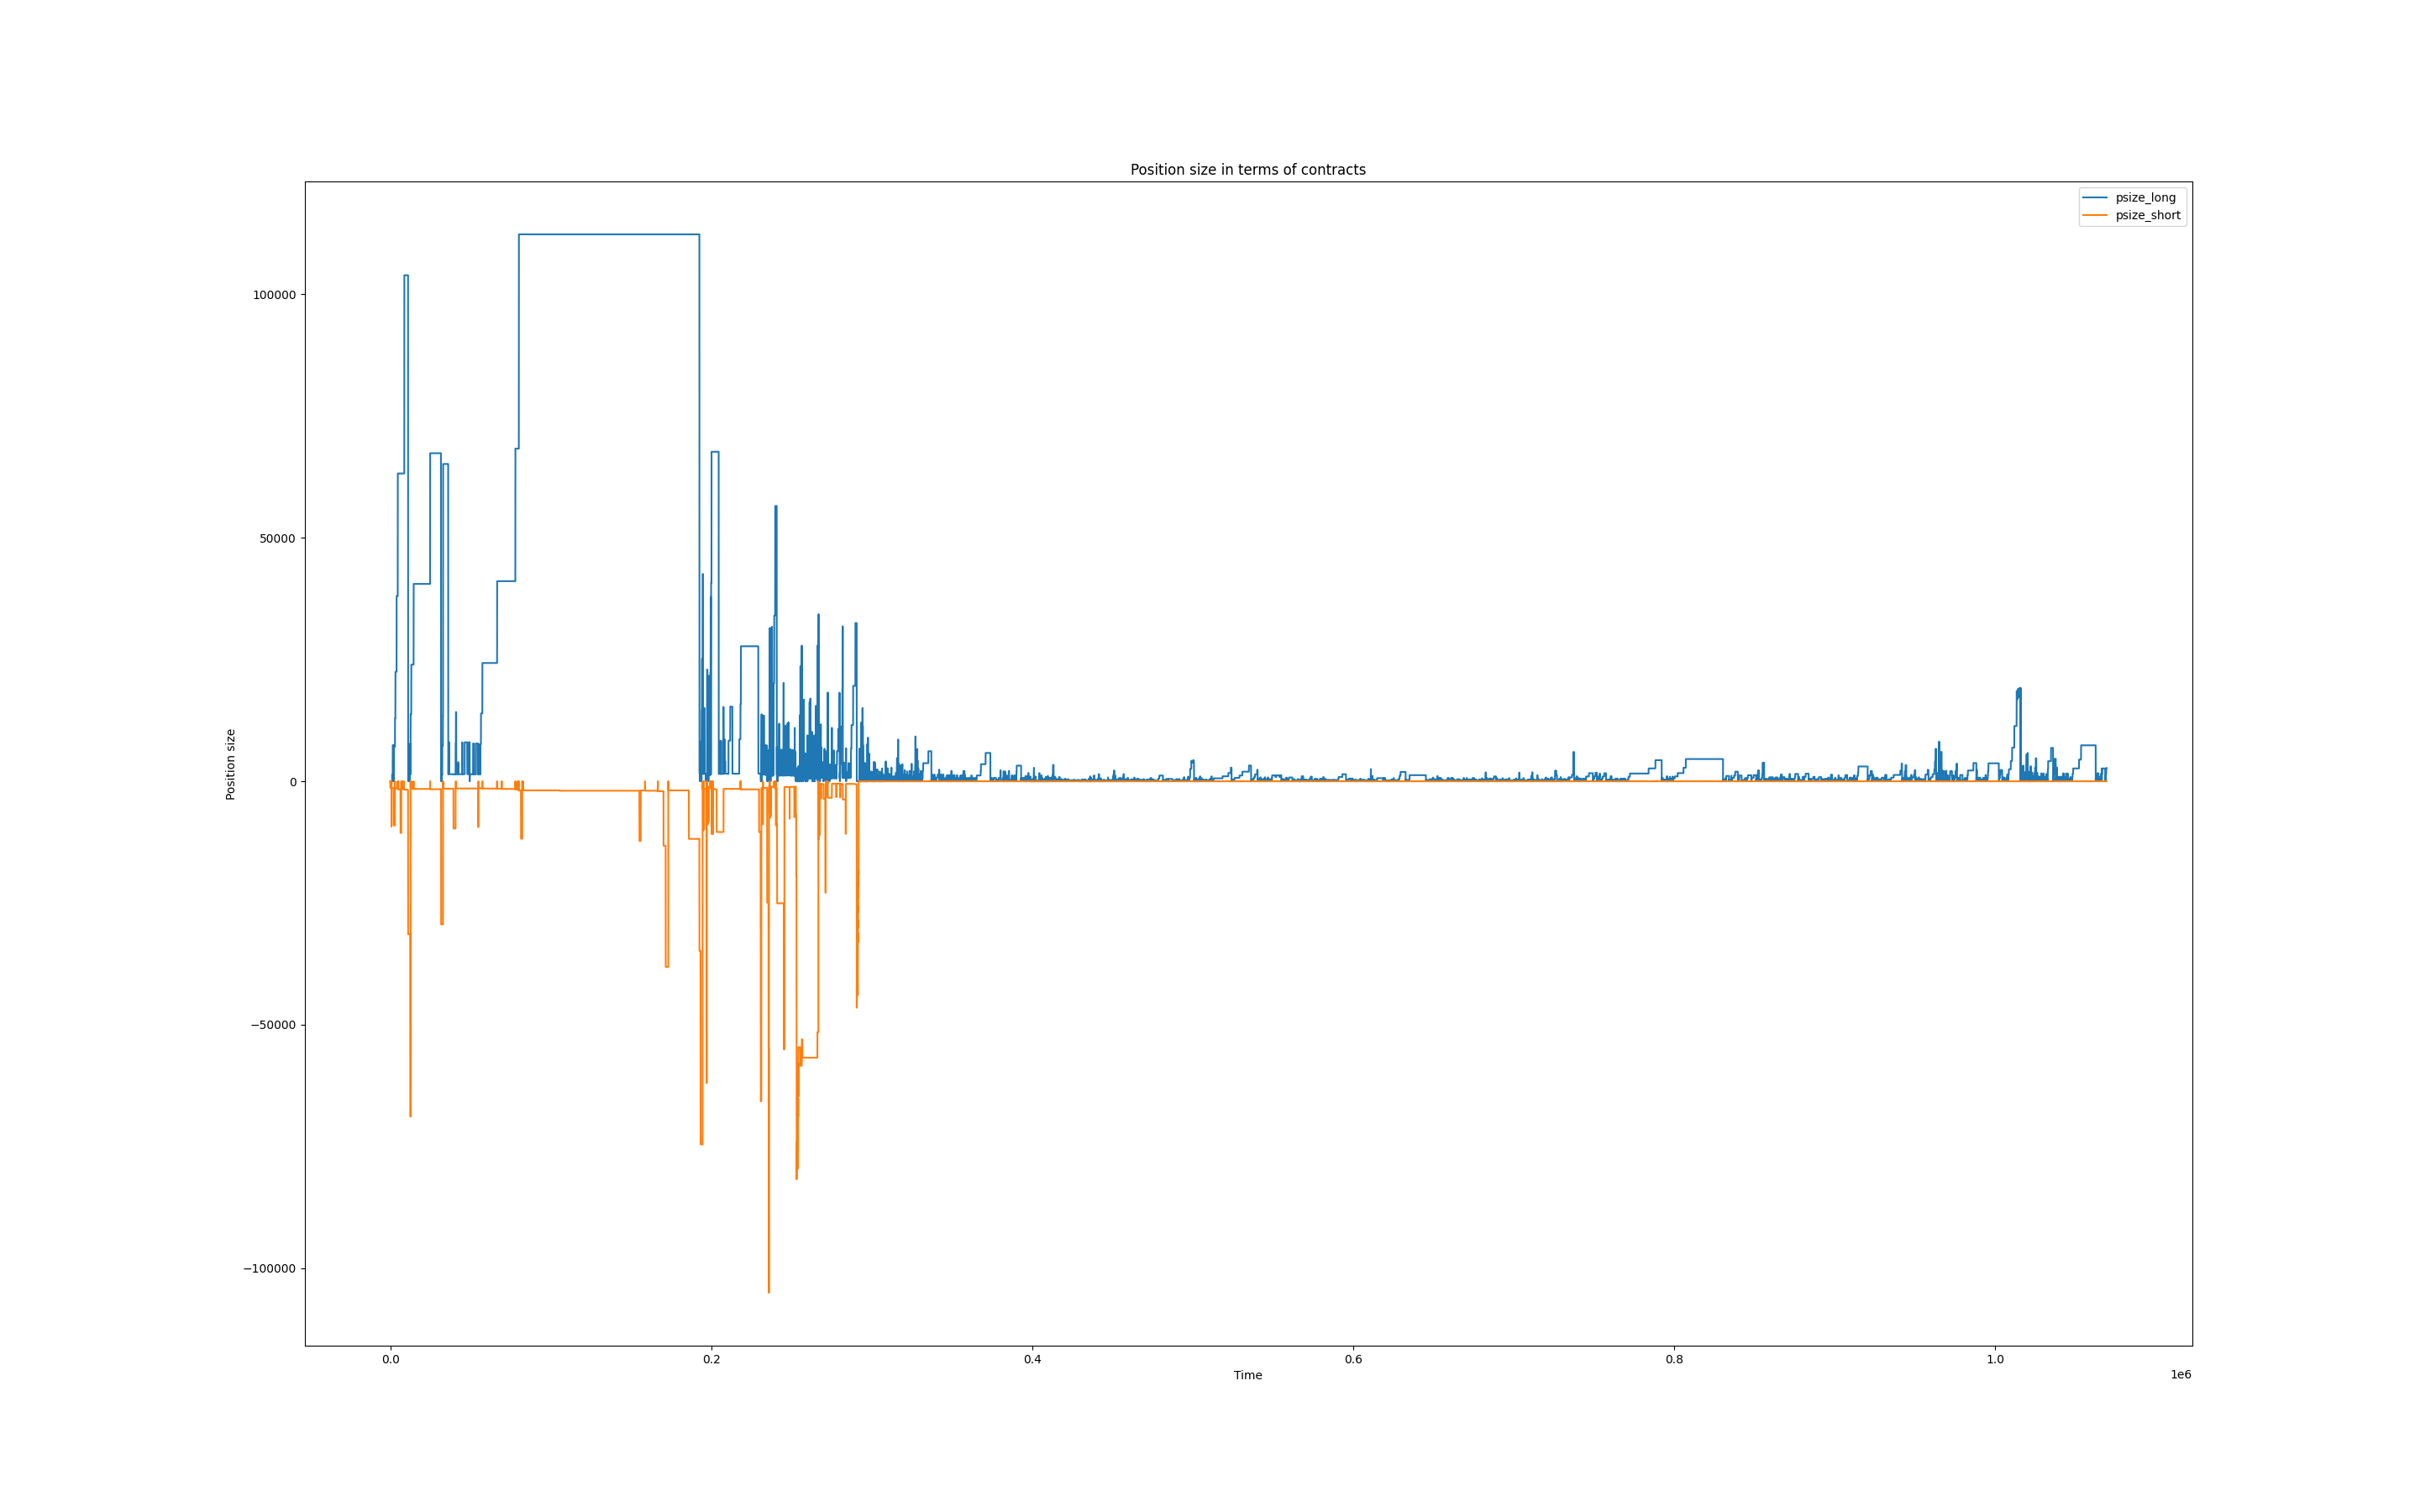 Position size in terms of contracts
psize_long
psize_short
100000
50000
0
−50000
−100000
Position size
0.0
0.2
0.4
0.6
0.8
1.0
1e6
Time